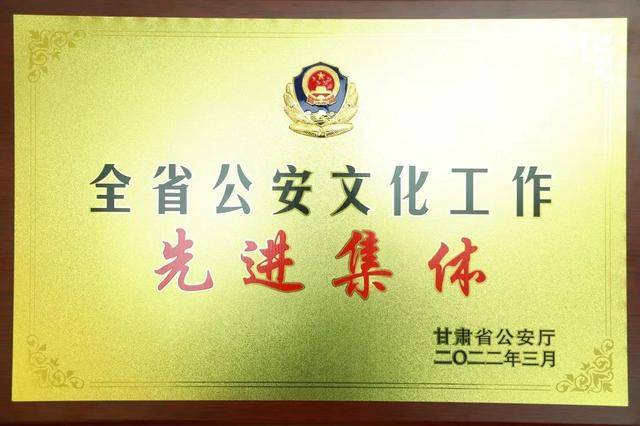 全省公安文化工作
先进集体
甘肃省公安厅
二〇二二年三月